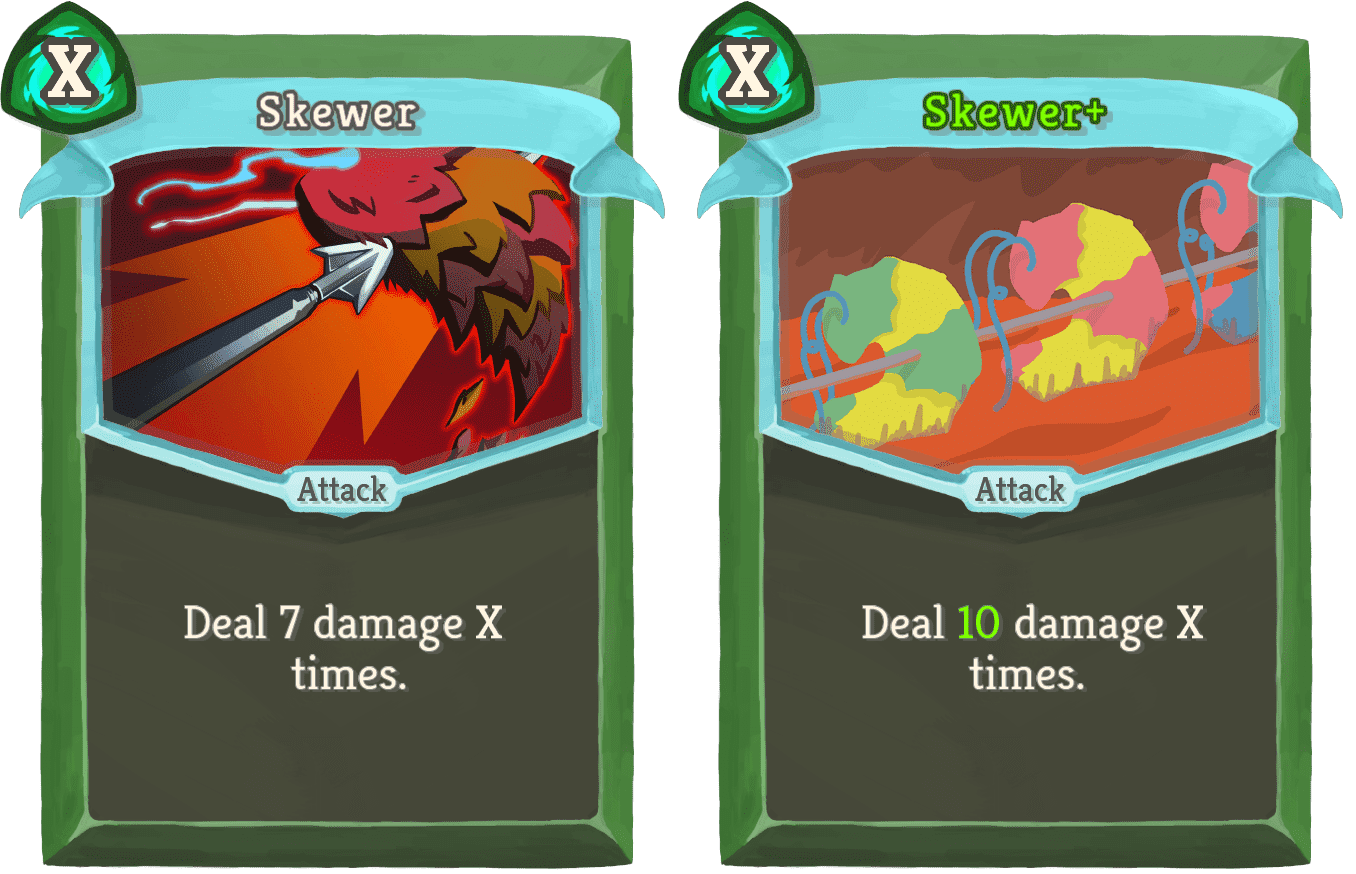 X
Skewer
Attack
Deal 7 damage X
times.
X
Skewer+
Attack
Deal 10 damage X
times.